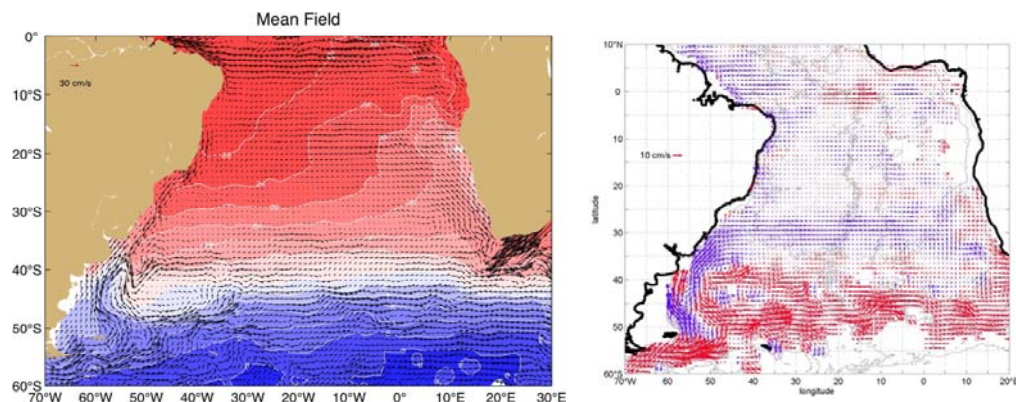 Mean Field
0°
10°S
20°S
30°S
40°S
50°S
60°S
30 cm/s
70°W 60°W 50°W 40°W 30°W 20°W 10°W 0°W 10°E 20°E 30°E
10°N
0
10
20
30
40
50
60°S
latitude
10 cm/s
70°W 60 50 40 30 20 10 0 10 20°E
longitude